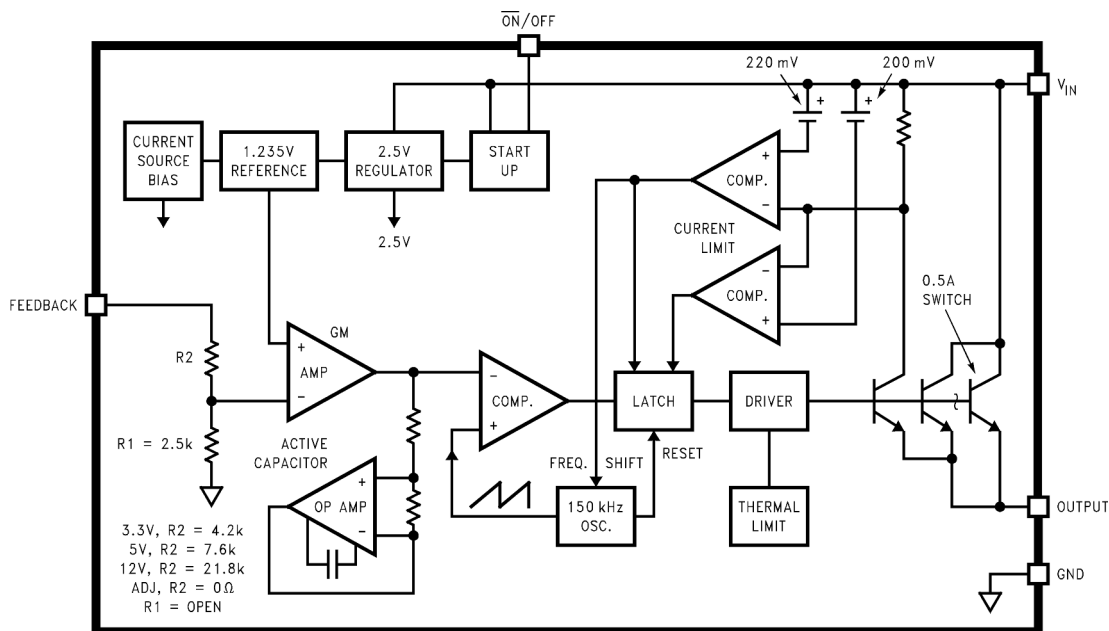 ON/OFF
220 mV
200 mV
+
+
VIN
CURRENT
SOURCE
BIAS
1.235V
REFERENCE
2.5V
REGULATOR
START
UP
2.5V
+
COMP.
−
CURRENT
LIMIT
−
COMP.
+
0.5A
SWITCH
FEEDBACK
R2
R1 = 2.5k
GM
+
AMP
−
−
COMP.
+
LATCH
DRIVER
ACTIVE
CAPACITOR
+
OP AMP
−
FREQ. SHIFT
RESET
150 kHz
OSC.
THERMAL
LIMIT
OUTPUT
GND
3.3V, R2 = 4.2k
5V, R2 = 7.6k
12V, R2 = 21.8k
ADJ, R2 = 0Ω
R1 = OPEN